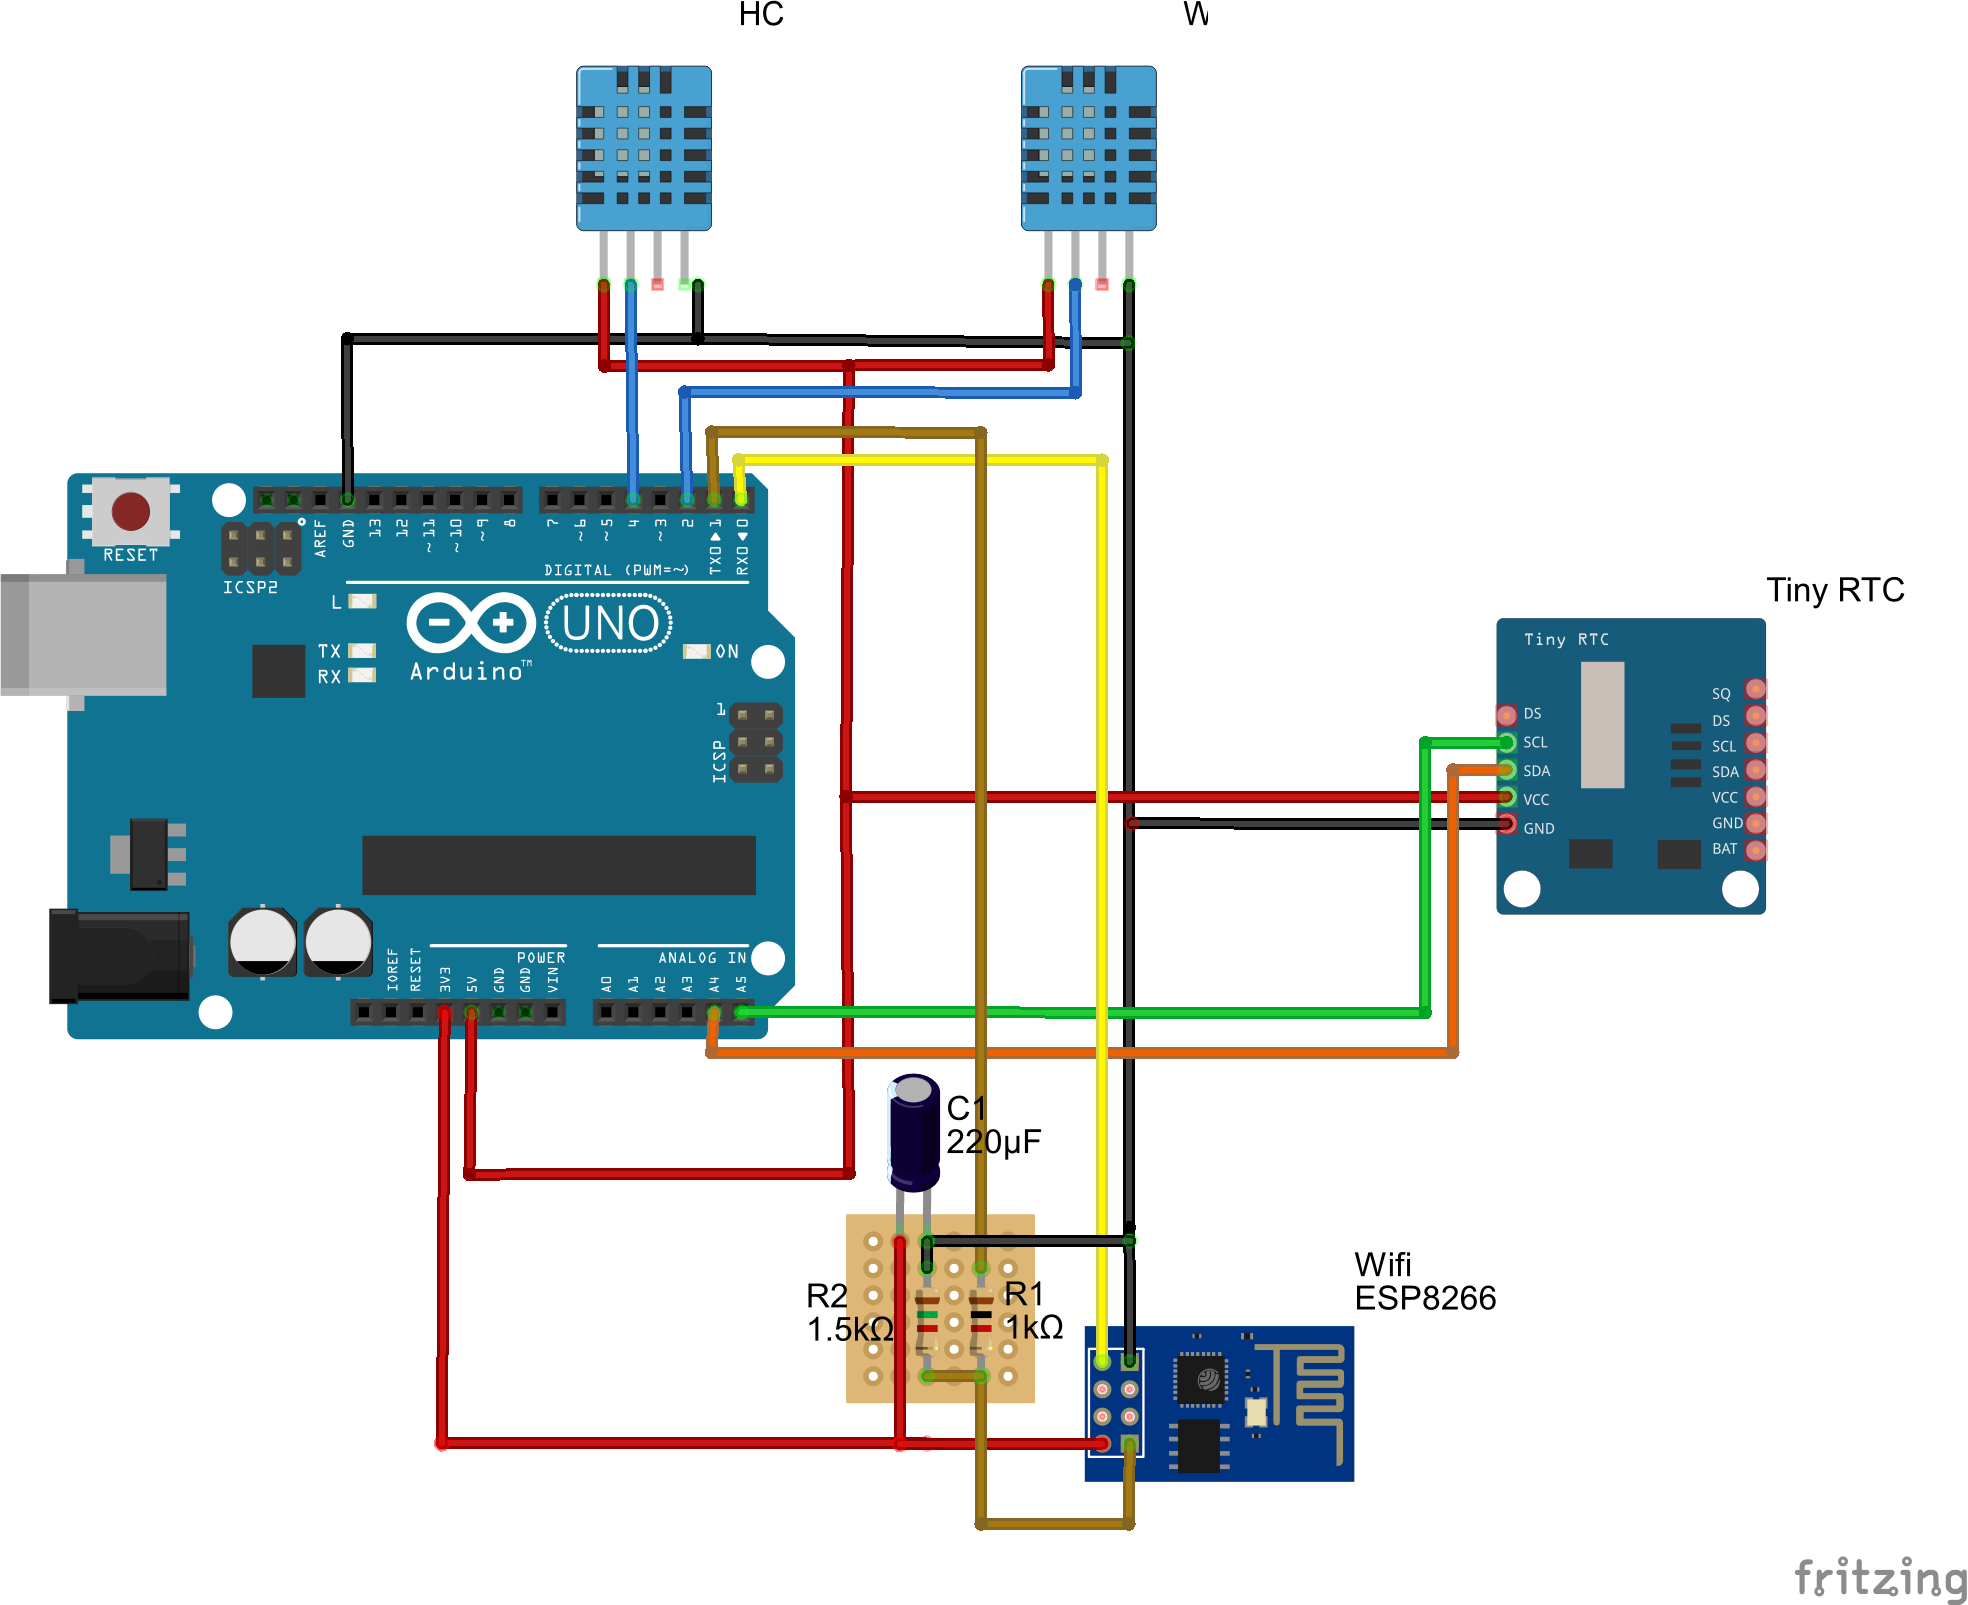 HC
W
RESET
ICSP2
AREF
GND
13
12
~11
~10
~9
8
7
~6
~5
4
~3
2
TX0▶1
RX0◀0
DIGITAL (PWM=~)
L
TX
RX
UNO
ON
Arduino™
1
ICSP
Tiny RTC
Tiny RTC
DS
SCL
SDA
VCC
GND
SQ
DS
SCL
SDA
VCC
GND
BAT
POWER
ANALOG IN
IOREF
RESET
3V3
5V
GND
GND
VIN
A0
A1
A2
A3
A4
A5
C1
220μF
R2
1.5kΩ
R1
1kΩ
Wifi
ESP8266
fritzing